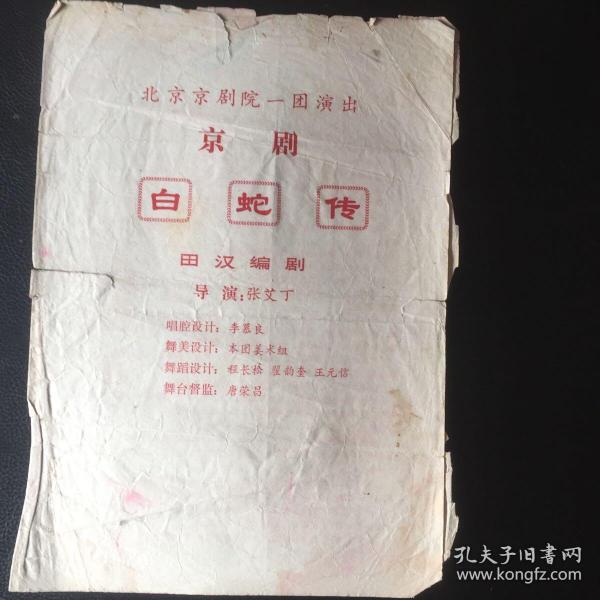 北京京剧院一团演出
京剧
白蛇传
田汉编剧
导演:张艾丁
唱腔设计:李慕良
舞美设计:本团美术组
舞蹈设计:程长桥 翟韵奎 王元信
舞台督监:唐荣昌
孔夫子旧書网
www.kongfz.com